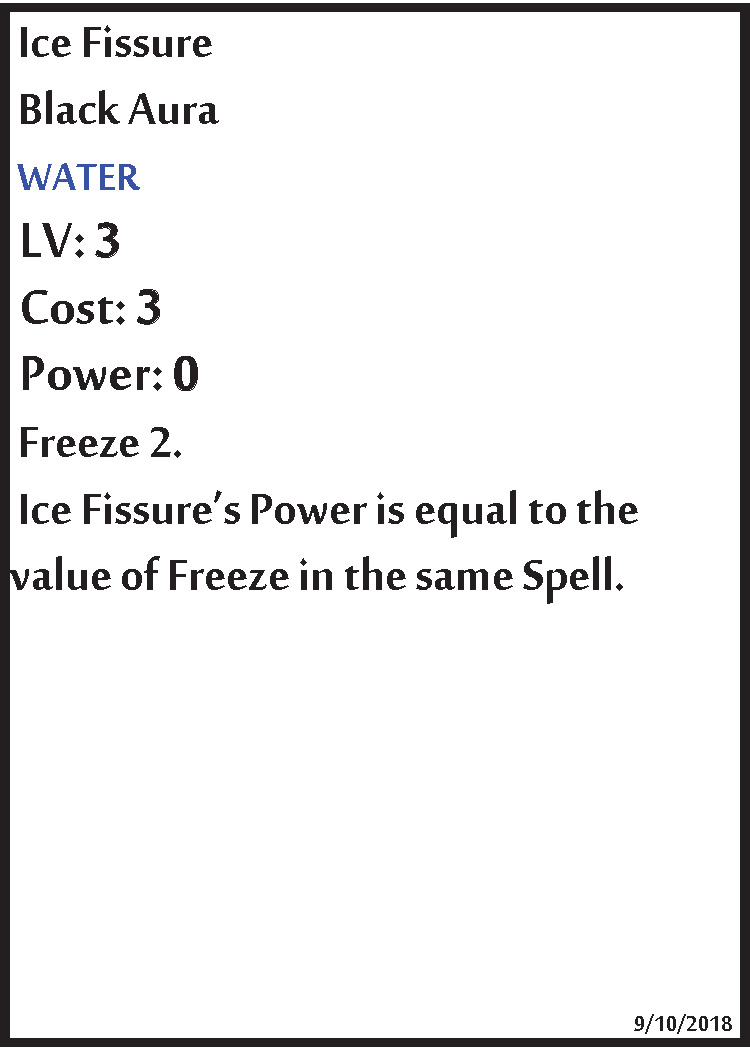 Ice Fissure
Black Aura
WATER
LV: 3
Cost: 3
Power: 0
Freeze 2.
Ice Fissure's Power is equal to the
value of Freeze in the same Spell.
9/10/2018